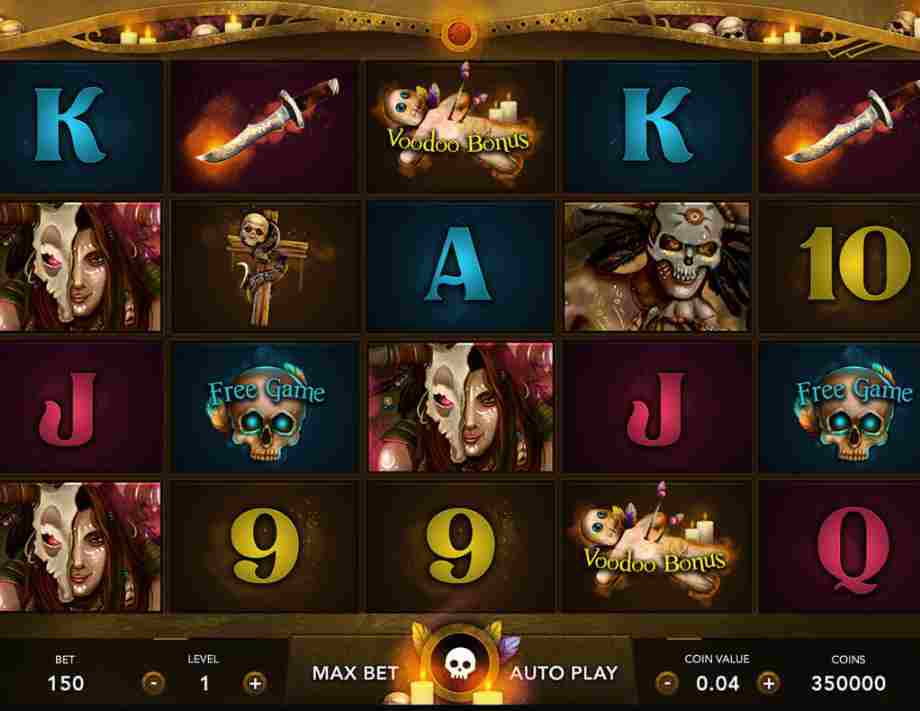 K
Voodoo Bonus
K
A
10
J
Free Game
J
Free Game
9
9
Voodoo Bonus
Q
BET
150
LEVEL
- 1 +
MAX BET
AUTO PLAY
COIN VALUE
- 0.04 +
COINS
350000